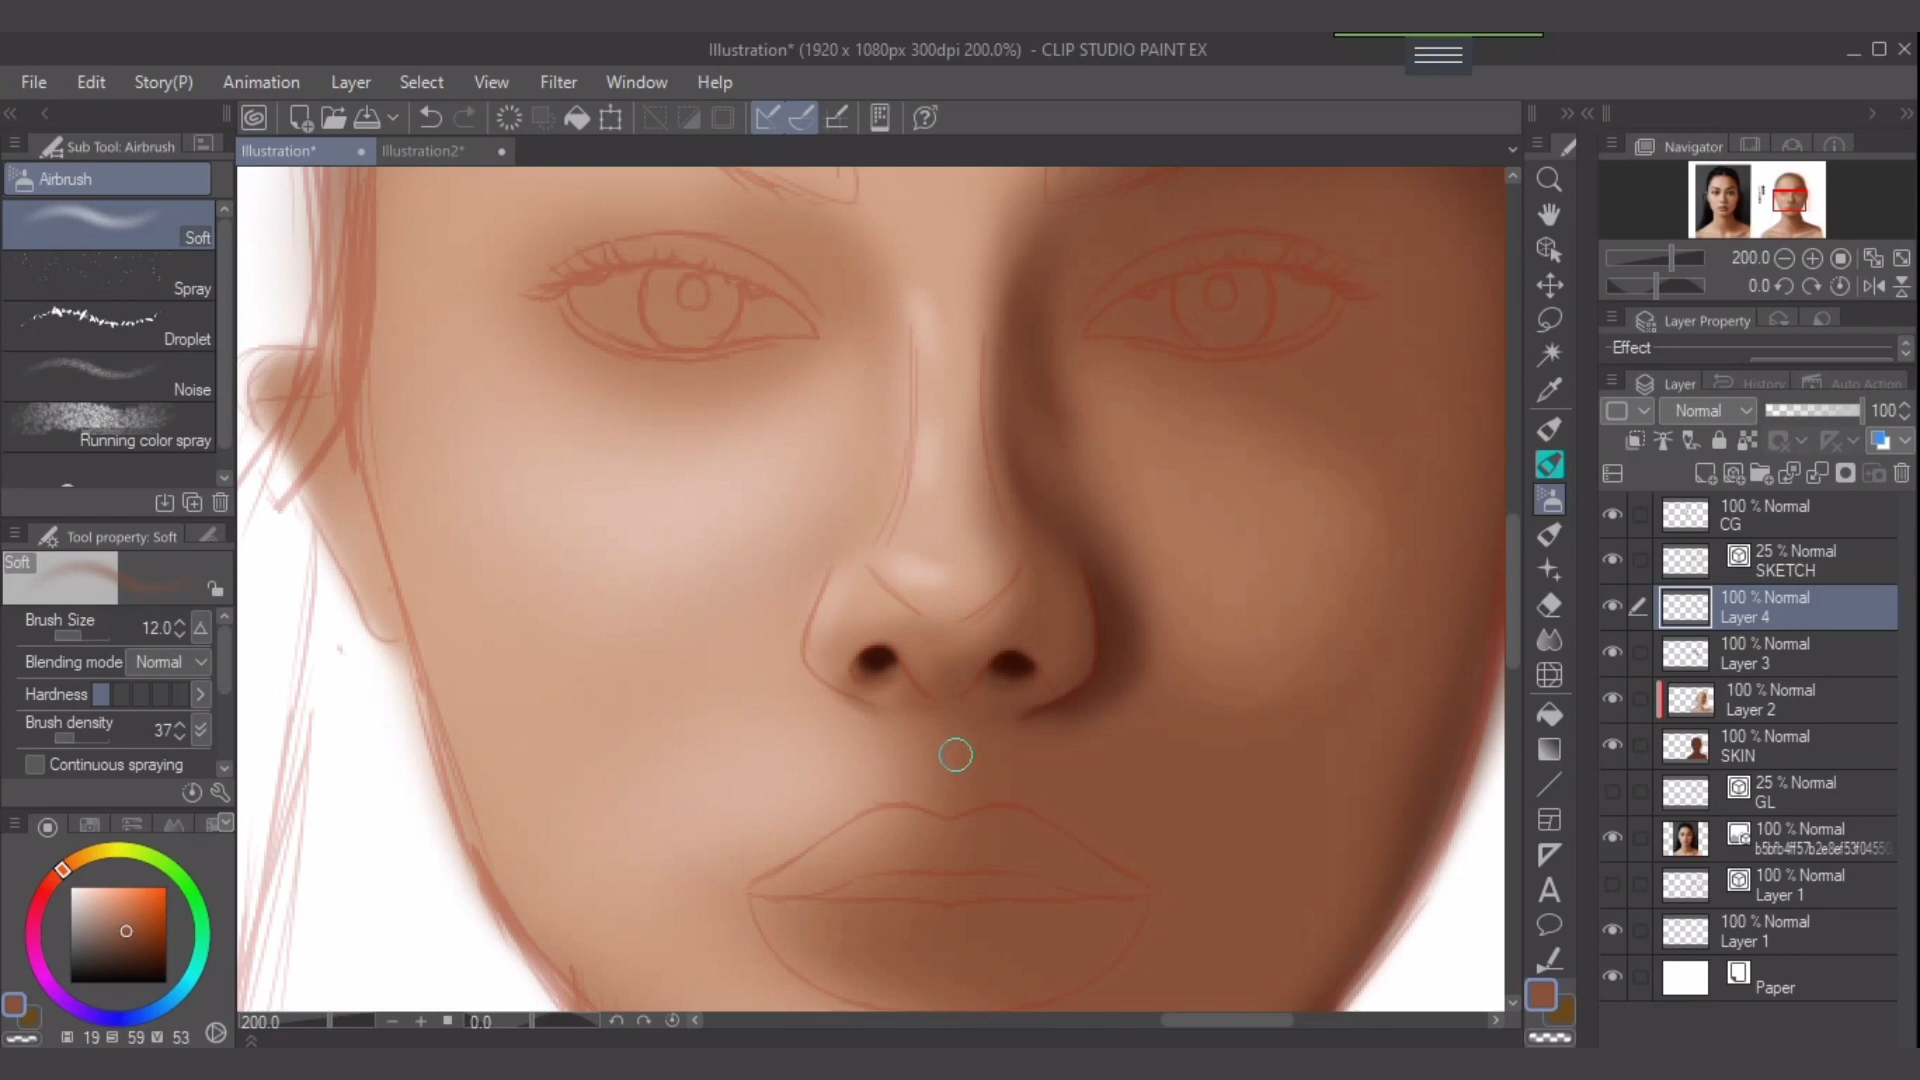 Illustration* (1920 x 1080px 300dpi 200.0%) - CLIP STUDIO PAINT EX
File Edit Story(P) Animation Layer Select View Filter Window Help
Sub Tool: Airbrush
Illustration* Illustration2*
Airbrush
Soft
Spray
Droplet
Noise
Running color spray
Tool property: Soft
Soft
Brush Size 12.0
Blending mode Normal
Hardness
Brush density 37
Continuous spraying
H 19 S 59 V 53
200.0 0.0
Navigator
200.0
0.0
Layer Property
Effect
Layer History Auto Action
Normal 100
100 % Normal
CG
25 % Normal
SKETCH
100 % Normal
Layer 4
100 % Normal
Layer 3
100 % Normal
Layer 2
100 % Normal
SKIN
25 % Normal
GL
100 % Normal
b5bfb4ff57b2e8ef53f0455
100 % Normal
Layer 1
100 % Normal
Layer 1
Paper